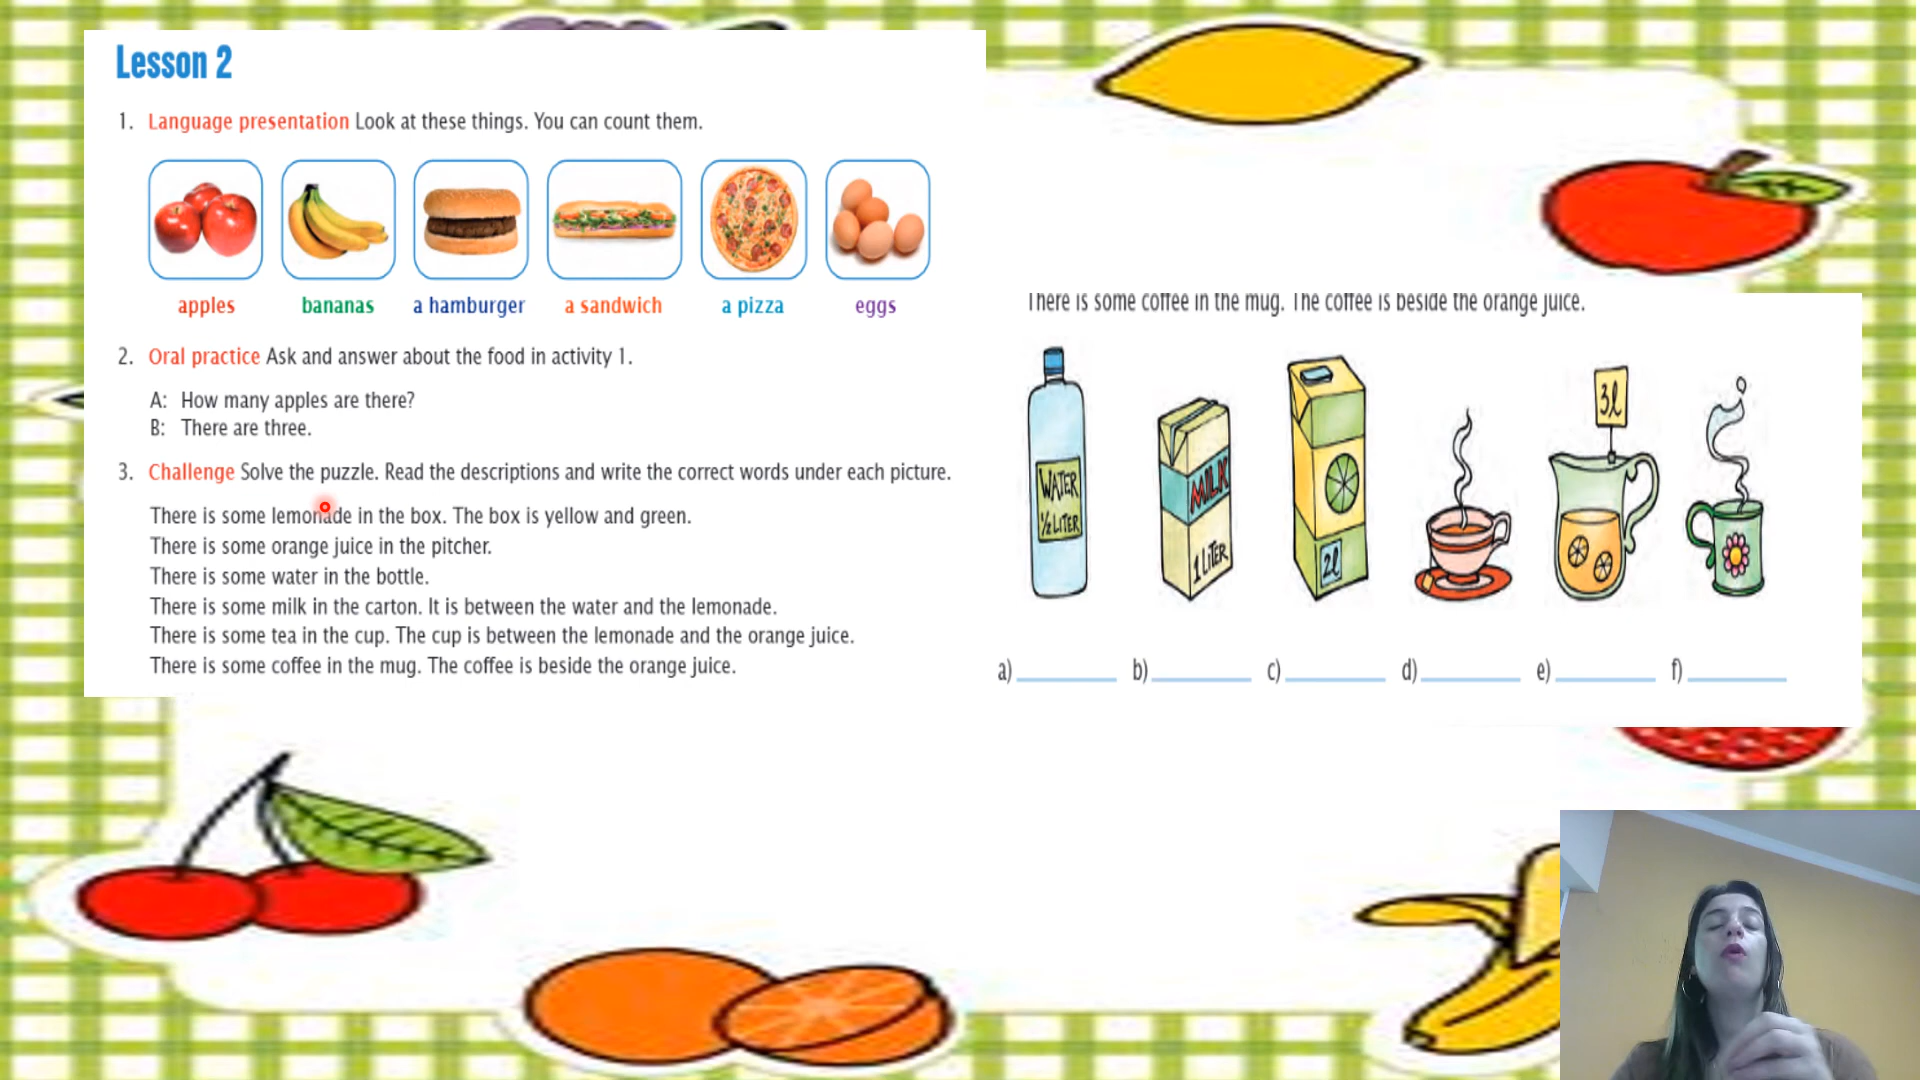 Lesson 2
1. Language presentation Look at these things. You can count them.
apples bananas a hamburger a sandwich a pizza eggs
2. Oral practice Ask and answer about the food in activity 1.
A: How many apples are there?
B: There are three.
3. Challenge Solve the puzzle. Read the descriptions and write the correct words under each picture.
There is some lemonade in the box. The box is yellow and green.
There is some orange juice in the pitcher.
There is some water in the bottle.
There is some milk in the carton. It is between the water and the lemonade.
There is some tea in the cup. The cup is between the lemonade and the orange juice.
There is some coffee in the mug. The coffee is beside the orange juice.
There is some coffee in the mug. The coffee is beside the orange juice.
WATER
1/2 LITER
MILK
1 LITER
2l
3l
a) b) c) d) e) f)